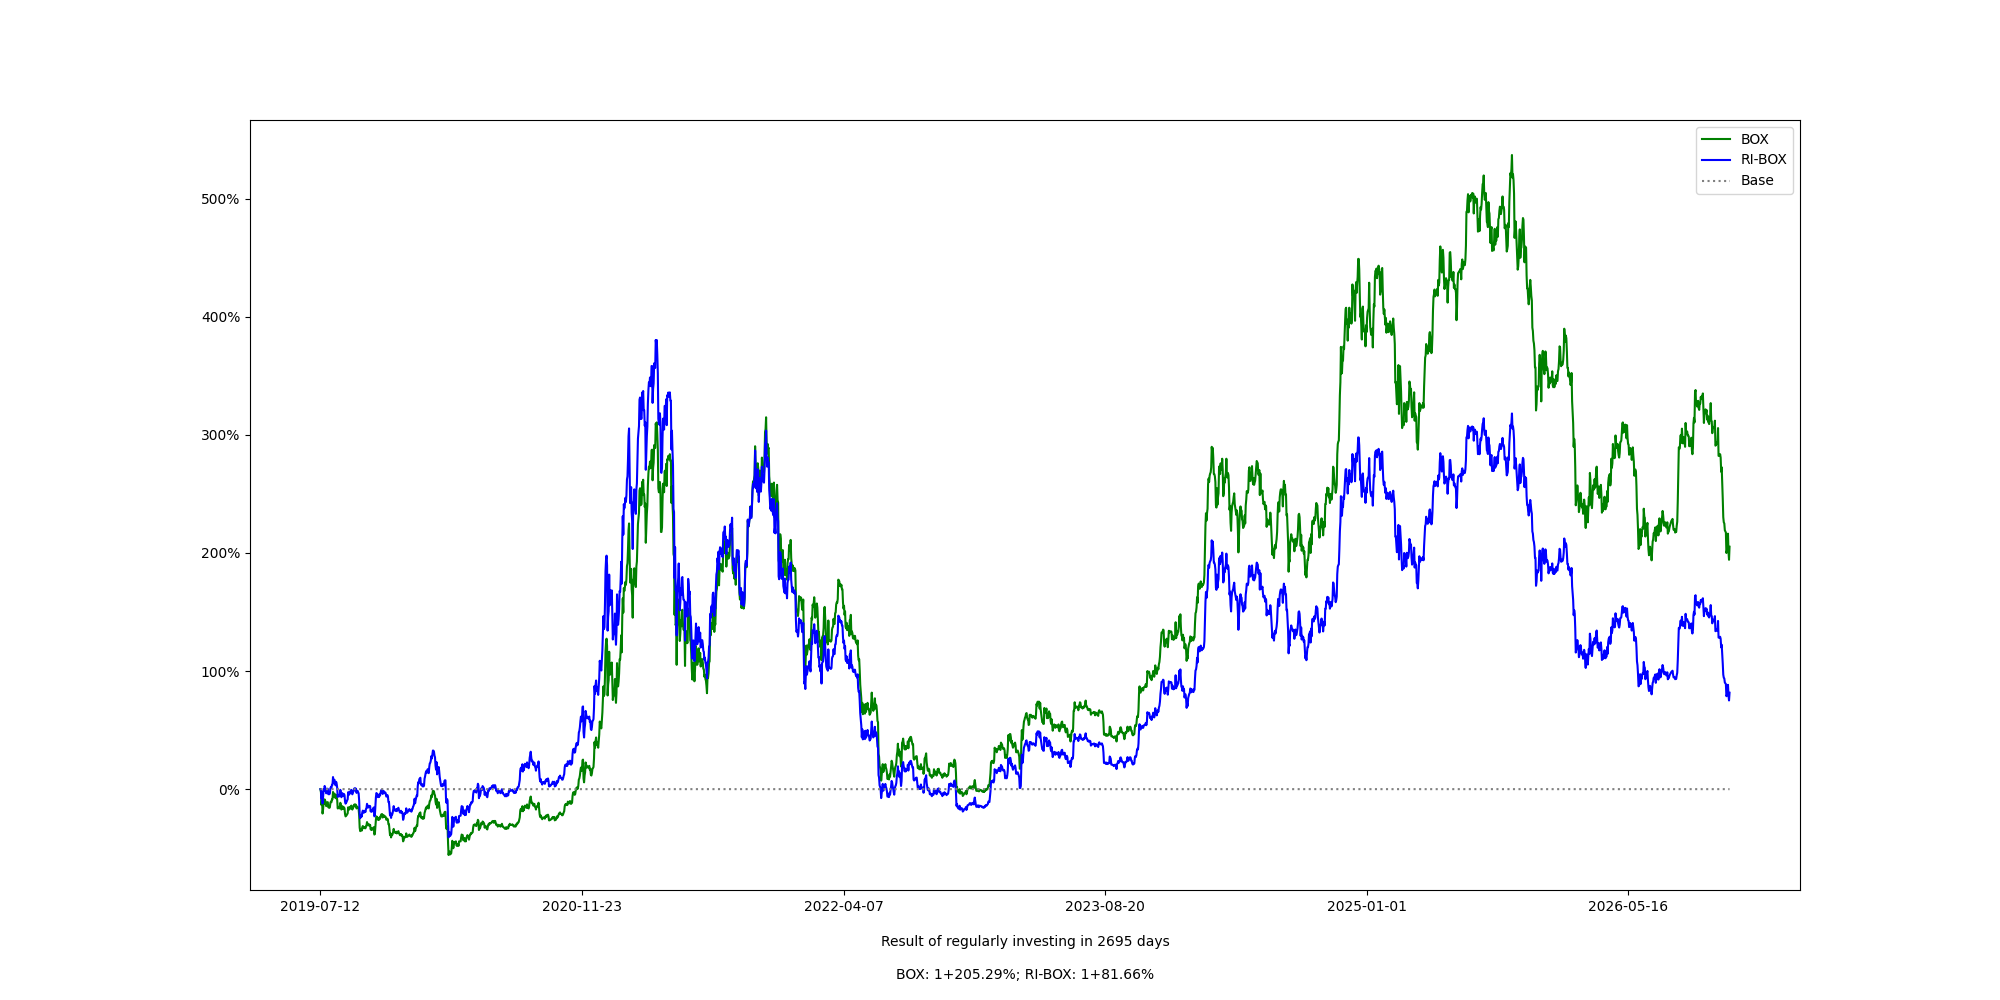 BOX
RI-BOX
Base
500%
400%
300%
200%
100%
0%
2019-07-12 2020-11-23 2022-04-07 2023-08-20 2025-01-01 2026-05-16
Result of regularly investing in 2695 days
BOX: 1+205.29%; RI-BOX: 1+81.66%